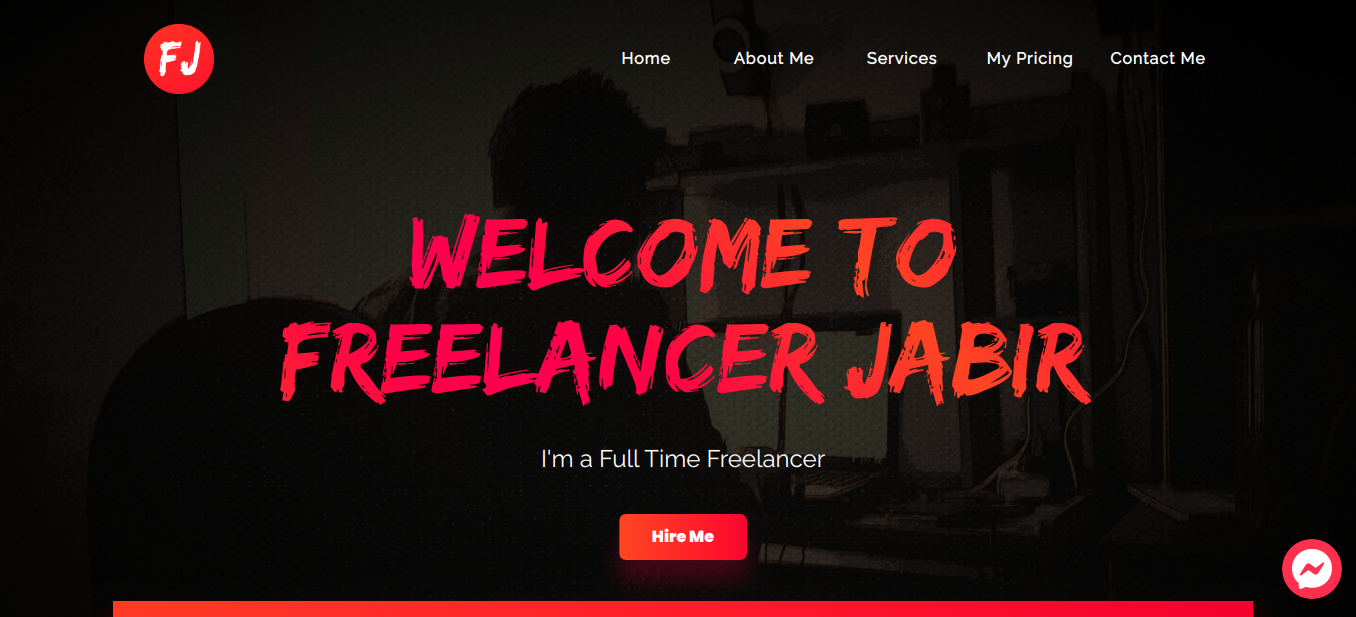 FJ
Home About Me Services My Pricing Contact Me
WELCOME TO
FREELANCER JABIR
I'm a Full Time Freelancer
Hire Me